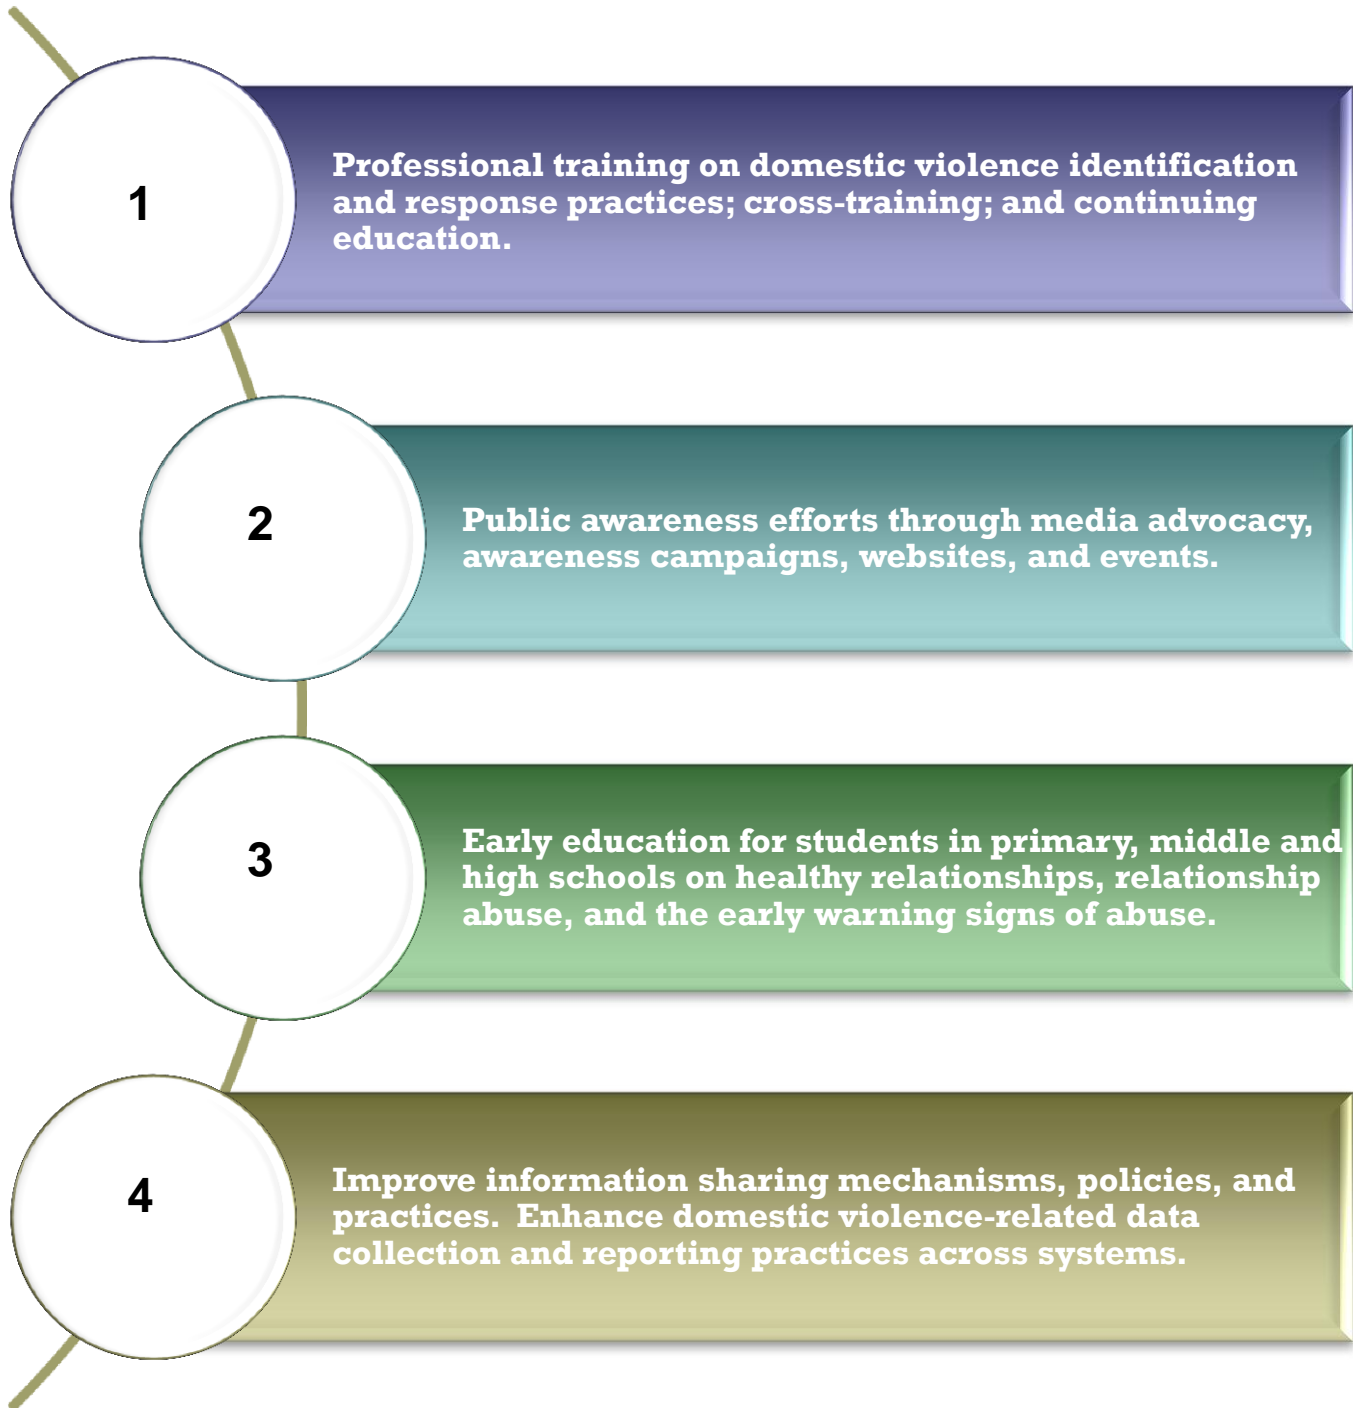 1
Professional training on domestic violence identification
and response practices; cross-training; and continuing
education.
2
Public awareness efforts through media advocacy,
awareness campaigns, websites, and events.
3
Early education for students in primary, middle and
high schools on healthy relationships, relationship
abuse, and the early warning signs of abuse.
4
Improve information sharing mechanisms, policies, and
practices.  Enhance domestic violence-related data
collection and reporting practices across systems.